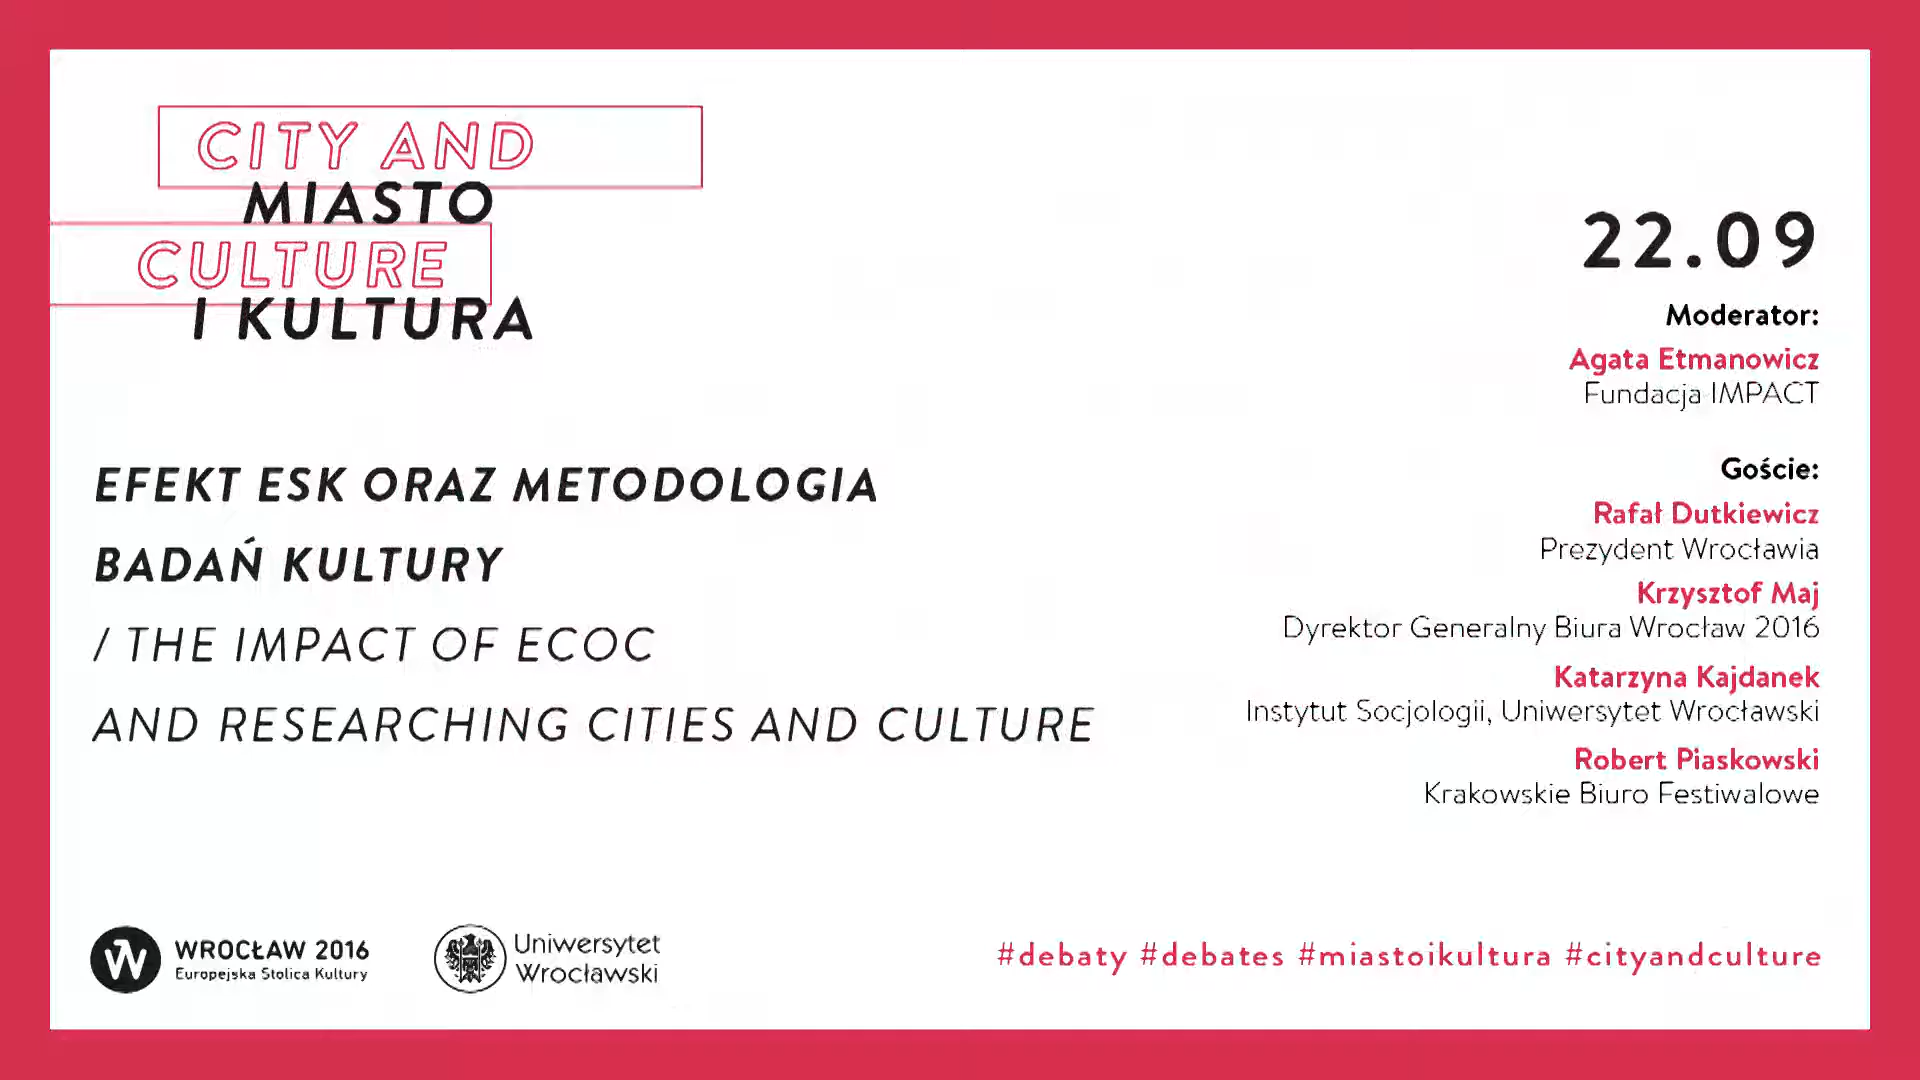 CITY AND
MIASTO
CULTURE
I KULTURA
EFEKT ESK ORAZ METODOLOGIA
BADAŃ KULTURY
/ THE IMPACT OF ECOC
AND RESEARCHING CITIES AND CULTURE
22.09
Moderator:
Agata Etmanowicz
Fundacja IMPACT
Goście:
Rafał Dutkiewicz
Prezydent Wrocławia
Krzysztof Maj
Dyrektor Generalny Biura Wrocław 2016
Katarzyna Kajdanek
Instytut Socjologii, Uniwersytet Wrocławski
Robert Piaskowski
Krakowskie Biuro Festiwalowe
W
WROCŁAW 2016
Europejska Stolica Kultury
Uniwersytet
Wrocławski
#debaty #debates #miastoikultura #cityandculture